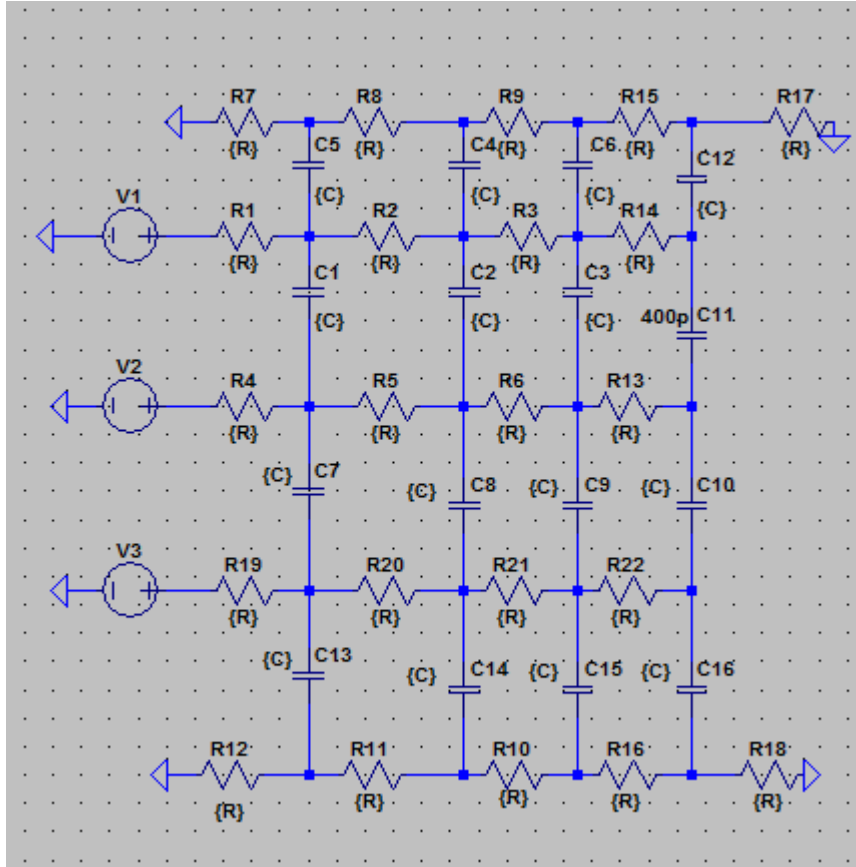 R7 R8 R9 R15 R17
{R} C5 {R} C4 {R} C6 {R} {R}
C12
{C} {C} {C}
V1 R1 R2 R3 R14 {C}
{R} {R} {R} {R}
C1 C2 C3
400p C11
{C} {C} {C}
V2 R4 R5 R6 R13
{R} {R} {R} {R}
{C} C7 {C} C8 {C} C9 {C} C10
V3 R19 R20 R21 R22
{R} {R} {R} {R}
{C} C13 {C} C14 {C} C15 {C} C16
R12 R11 R10 R16 R18
{R} {R} {R} {R} {R}